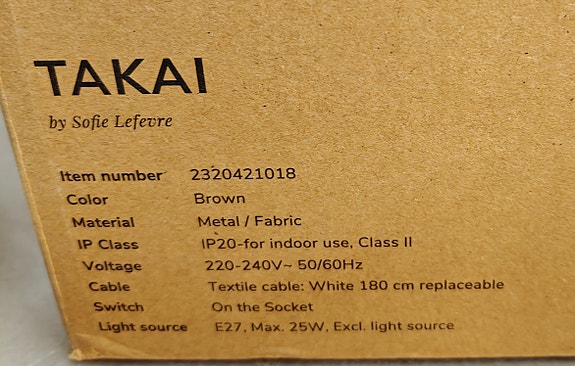 TAKAI
by Sofie Lefevre
Item number 2320421018
Color Brown
Material Metal / Fabric
IP Class IP20-for indoor use, Class II
Voltage 220-240V~ 50/60Hz
Cable Textile cable: White 180 cm replaceable
Switch On the Socket
Light source E27, Max. 25W, Excl. light source